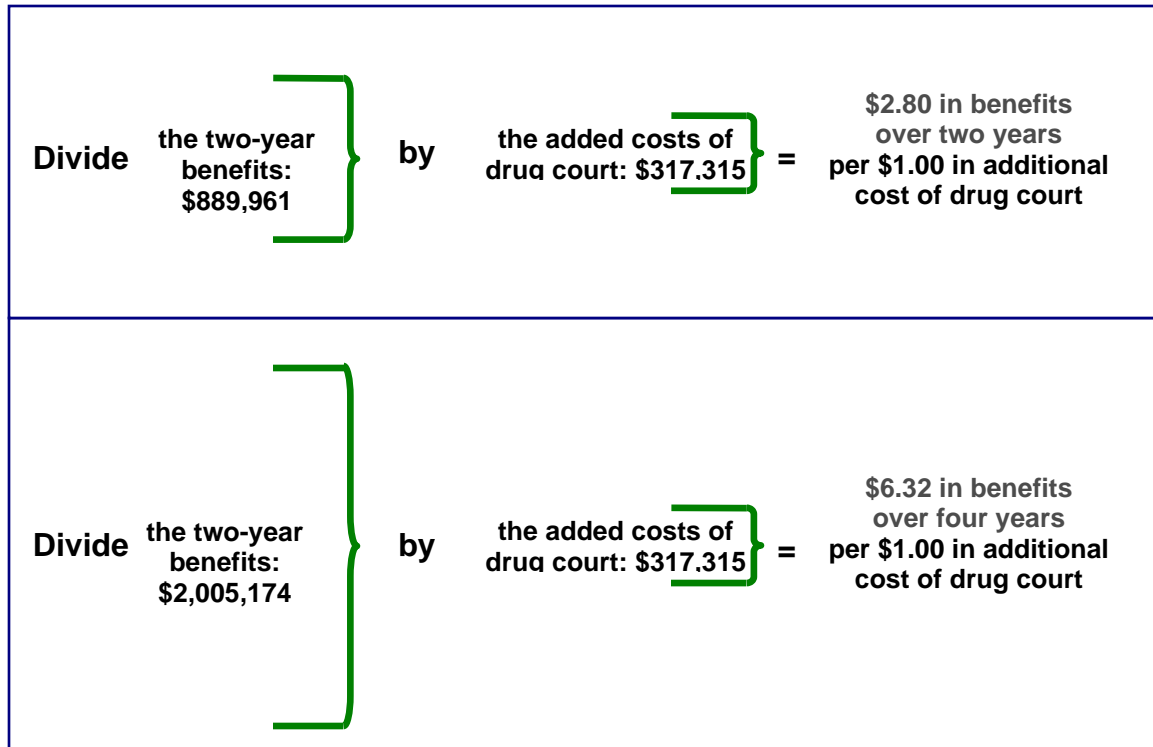 Divide
the two-year
benefits:
$889,961
by
the added costs of
drug court: $317,315
=
$2.80 in benefits
over two years
per $1.00 in additional
cost of drug court
Divide
the two-year
benefits:
$2,005,174
by
the added costs of
drug court: $317,315
=
$6.32 in benefits
over four years
per $1.00 in additional
cost of drug court